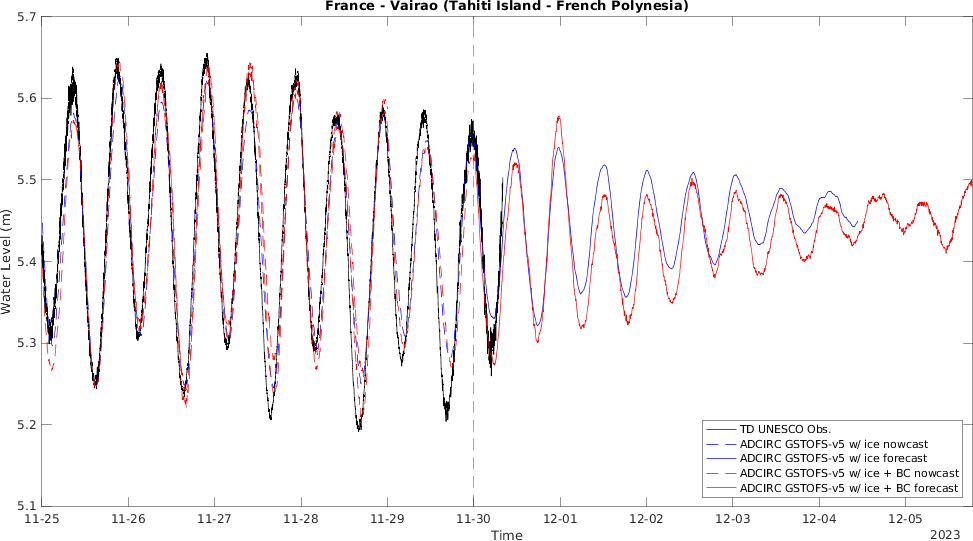 France - Vairao (Tahiti Island - French Polynesia)
5.7
5.6
5.5
5.4
5.3
5.2
5.1
Water Level (m)
TD UNESCO Obs.
ADCIRC GSTOFS-v5 w/ ice nowcast
ADCIRC GSTOFS-v5 w/ ice forecast
ADCIRC GSTOFS-v5 w/ ice + BC nowcast
ADCIRC GSTOFS-v5 w/ ice + BC forecast
11-25 11-26 11-27 11-28 11-29 11-30 12-01 12-02 12-03 12-04 12-05
Time
2023